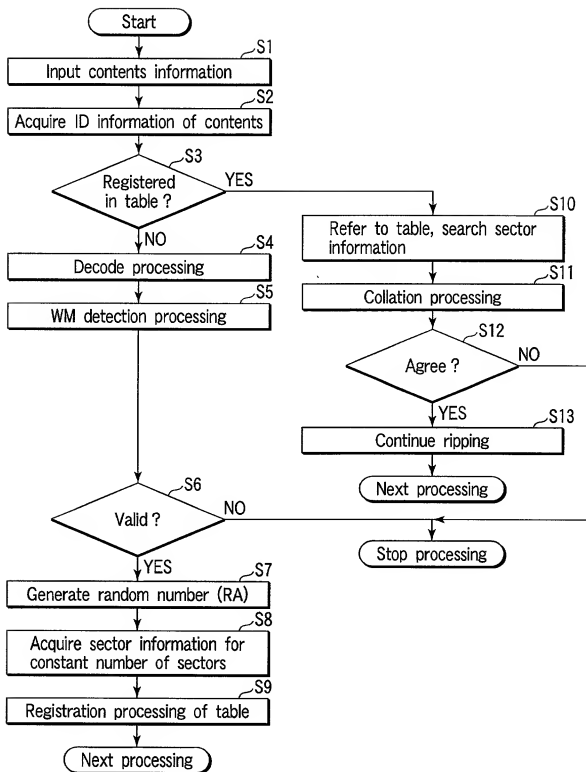 Start
S1
Input contents information
S2
Acquire ID information of contents
S3
Registered
in table?
YES
NO
S4
Decode processing
S5
WM detection processing
S10
Refer to table, search sector
information
S11
Collation processing
S12
Agree?
NO
YES
S13
Continue ripping
Next processing
S6
Valid?
NO
YES
Stop processing
S7
Generate random number (RA)
S8
Acquire sector information for
constant number of sectors
S9
Registration processing of table
Next processing